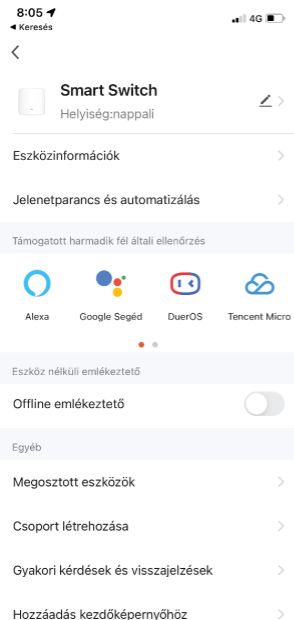 8:05
4G
◀ Keresés
Smart Switch
Helyiség:nappali
Eszközinformációk
Jelenetparancs és automatizálás
Támogatott harmadik fél általi ellenőrzés
Alexa
Google Segéd
DuerOS
Tencent Micro
Eszköz nélküli emlékeztető
Offline emlékeztető
Egyéb
Megosztott eszközök
Csoport létrehozása
Gyakori kérdések és visszajelzések
Hozzáadás kezdőképernyőhöz